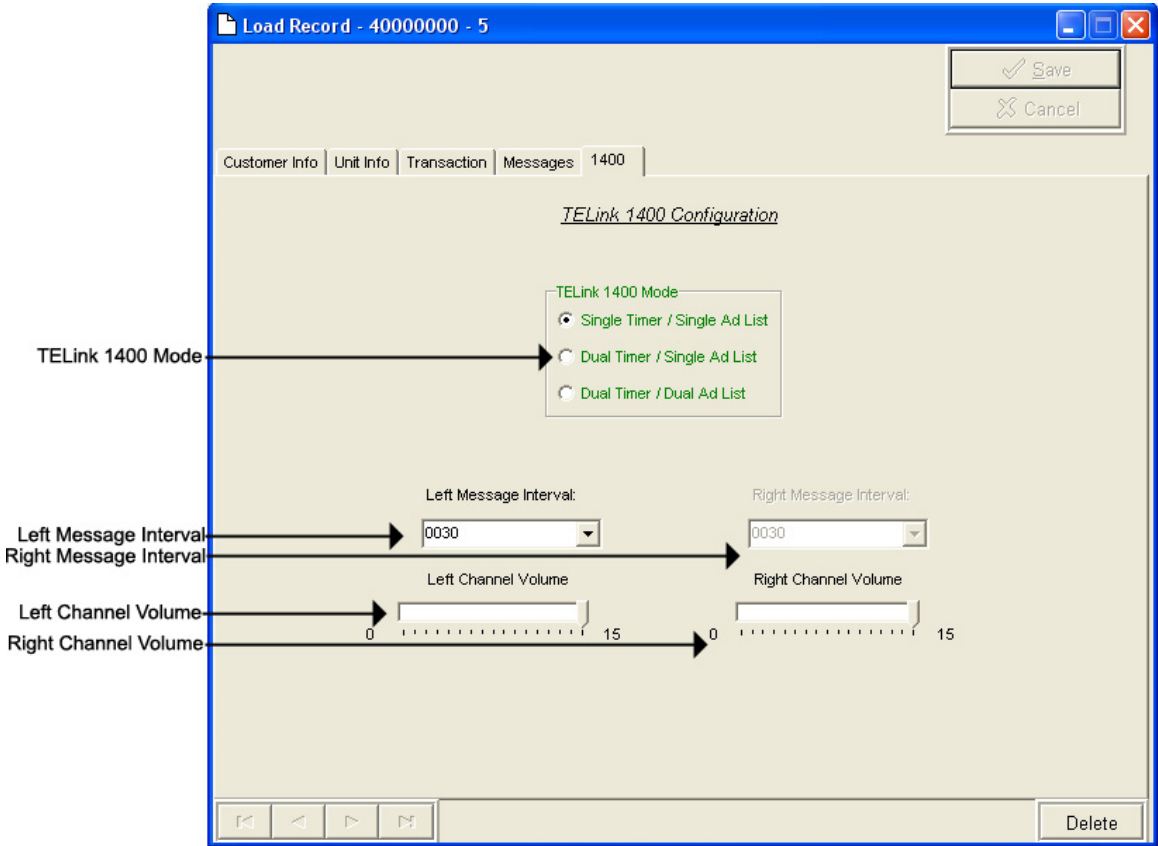 Load Record - 40000000 - 5
Save
Cancel
Customer Info Unit Info Transaction Messages 1400
TELink 1400 Configuration
TELink 1400 Mode
Single Timer / Single Ad List
TELink 1400 Mode Dual Timer / Single Ad List
Dual Timer / Dual Ad List
Left Message Interval: Right Message Interval:
Left Message Interval 0030 0030
Right Message Interval
Left Channel Volume Right Channel Volume
Left Channel Volume
0 15 0 15
Right Channel Volume
Delete